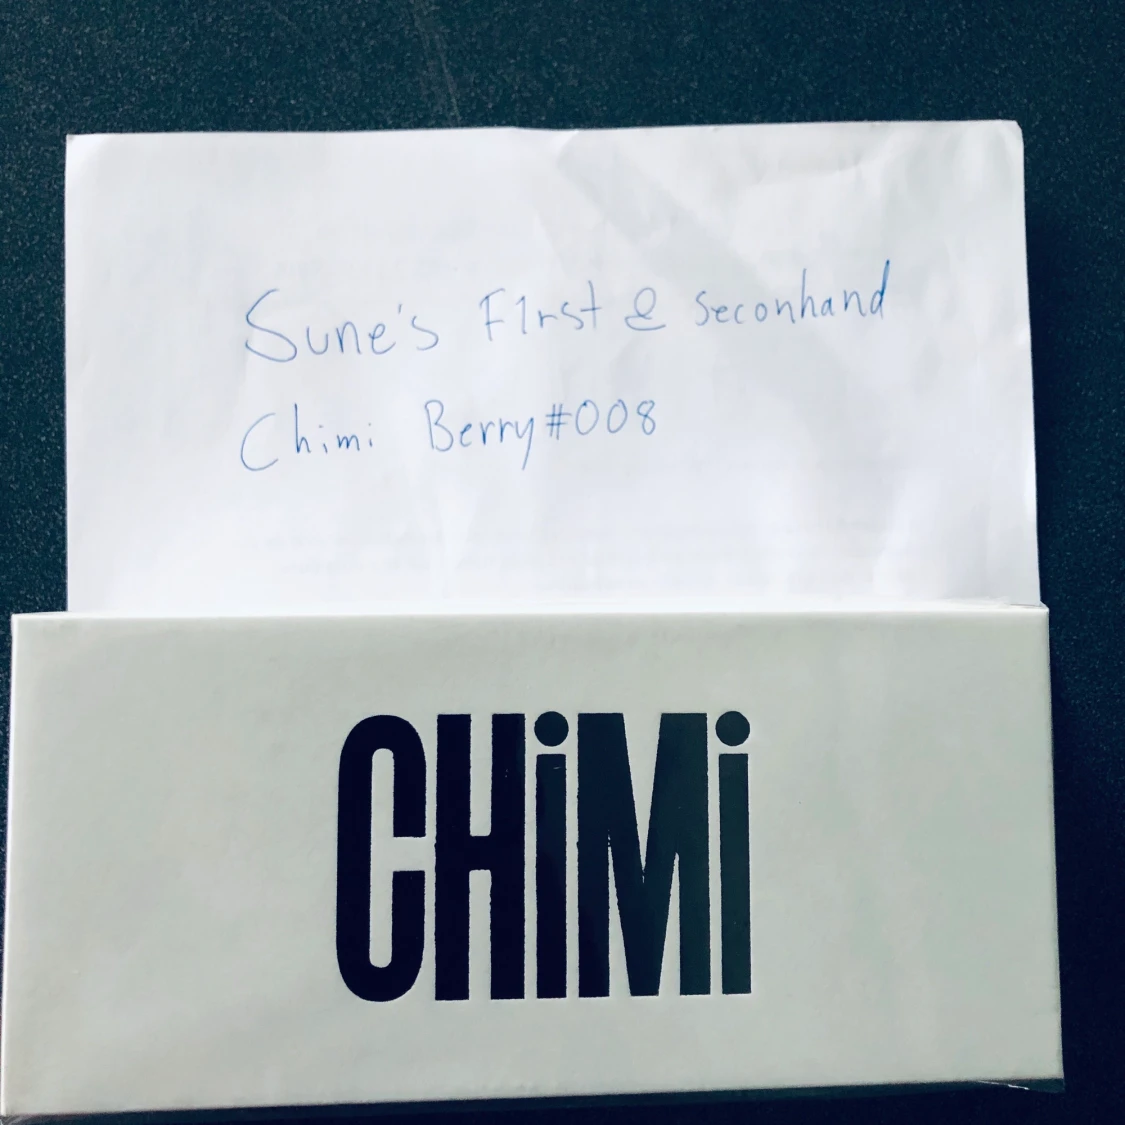 Sune's F1rst & seconhand
Chimi Berry #008
CHiMi